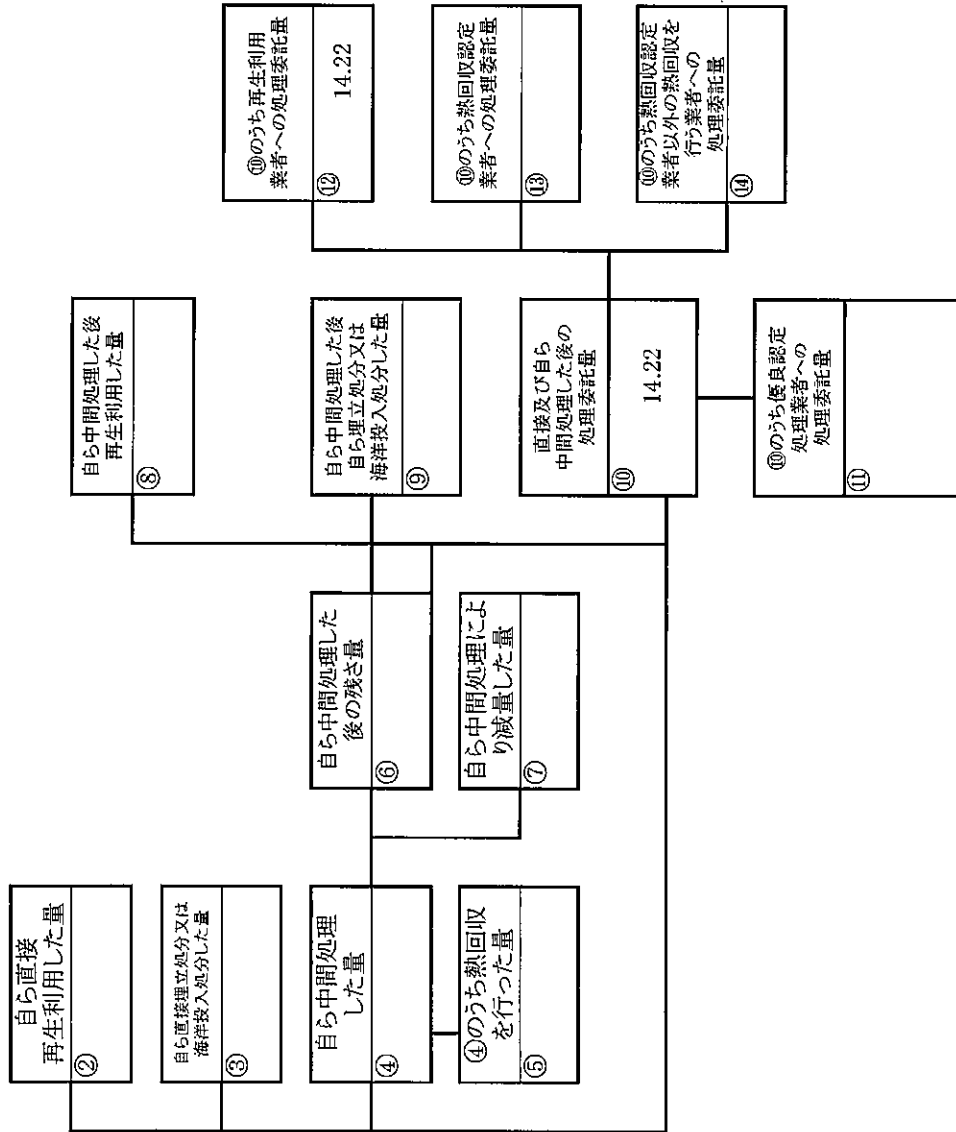 自ら直接
再生利用した量
②
自ら直接埋立処分又は
海洋投入処分した量
③
自ら中間処理
した量
④
④のうち熱回収
を行った量
⑤
自ら中間処理した
後の残さ量
⑥
自ら中間処理によ
り減量した量
⑦
自ら中間処理した後
再生利用した量
⑧
自ら中間処理した後
自ら埋立処分又は
海洋投入処分した量
⑨
直接及び自ら
中間処理した後の
処理委託量
⑩
14.22
⑩のうち優良認定
処理業者への
処理委託量
⑪
⑩のうち再生利用
業者への処理委託量
⑫
14.22
⑩のうち熱回収認定
業者への処理委託量
⑬
⑩のうち熱回収認定
業者以外の熱回収を
行う業者への
処理委託量
⑭